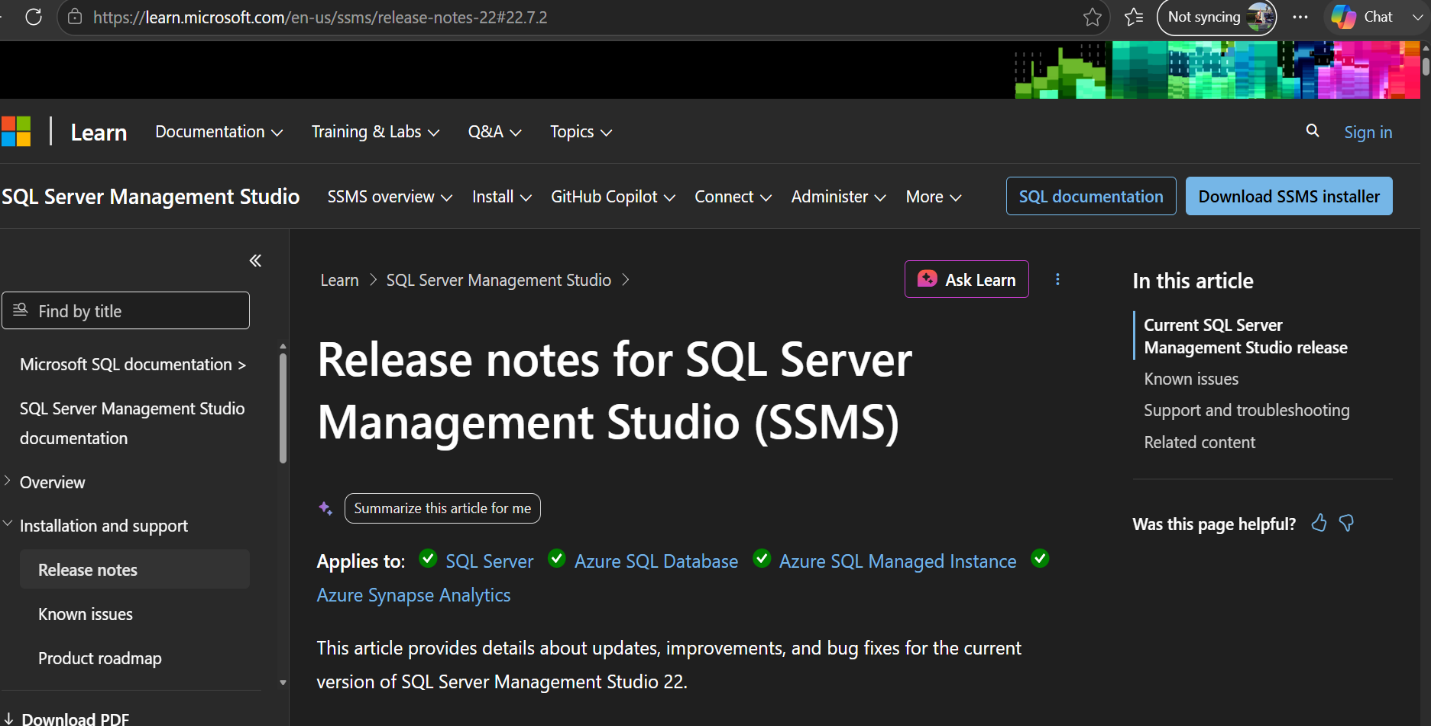 https://learn.microsoft.com/en-us/ssms/release-notes-22#22.7.2
Not syncing
Chat
Learn
Documentation
Training & Labs
Q&A
Topics
Sign in
SQL Server Management Studio
SSMS overview
Install
GitHub Copilot
Connect
Administer
More
SQL documentation
Download SSMS installer
Find by title
Microsoft SQL documentation >
SQL Server Management Studio
documentation
Overview
Installation and support
Release notes
Known issues
Product roadmap
Download PDF
Learn > SQL Server Management Studio >
Ask Learn
Release notes for SQL Server
Management Studio (SSMS)
Summarize this article for me
Applies to: SQL Server Azure SQL Database Azure SQL Managed Instance
Azure Synapse Analytics
This article provides details about updates, improvements, and bug fixes for the current
version of SQL Server Management Studio 22.
In this article
Current SQL Server
Management Studio release
Known issues
Support and troubleshooting
Related content
Was this page helpful?